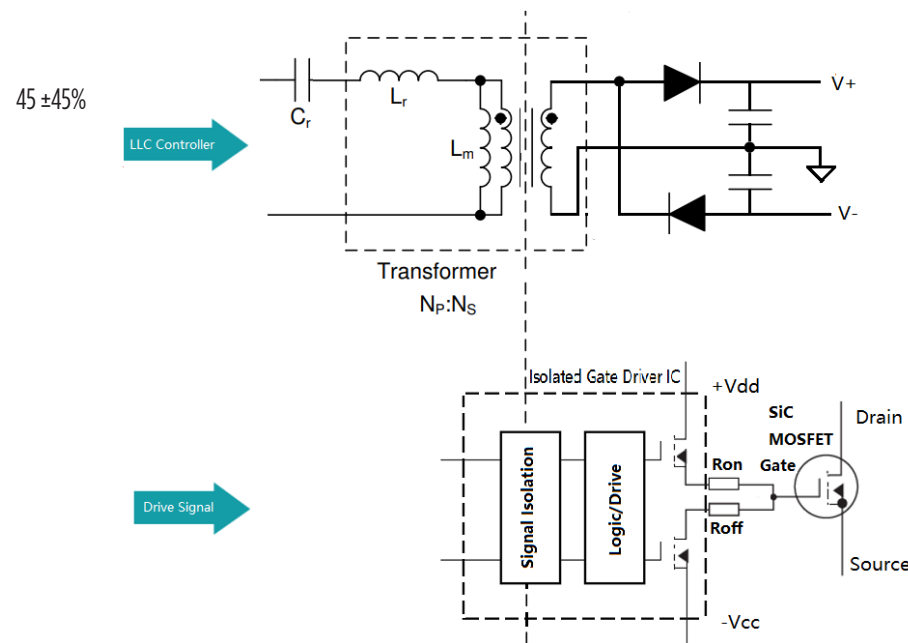 45 ±45%
LLC Controller
Cr
Lr
Lm
V+
V-
Transformer
NP:NS
Isolated Gate Driver IC
+Vdd
SiC
MOSFET
Gate
Drain
Drive Signal
Signal Isolation
Logic/Drive
Ron
Roff
Source
-Vcc